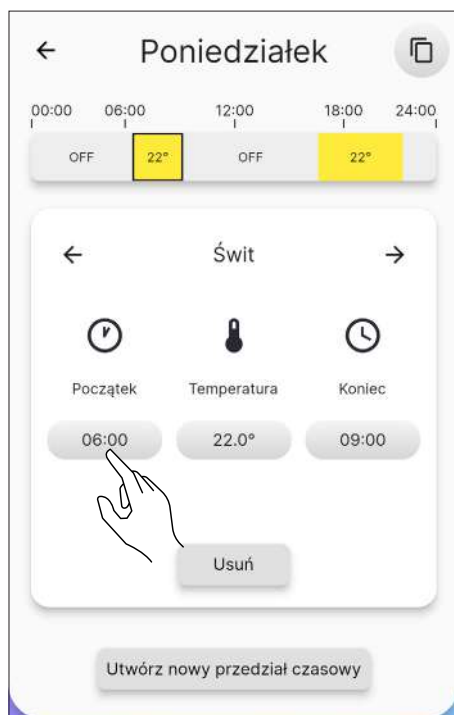 Poniedziałek
00:00 06:00 12:00 18:00 24:00
OFF 22° OFF 22°
Świt
Początek Temperatura Koniec
06:00 22.0° 09:00
Usuń
Utwórz nowy przedział czasowy